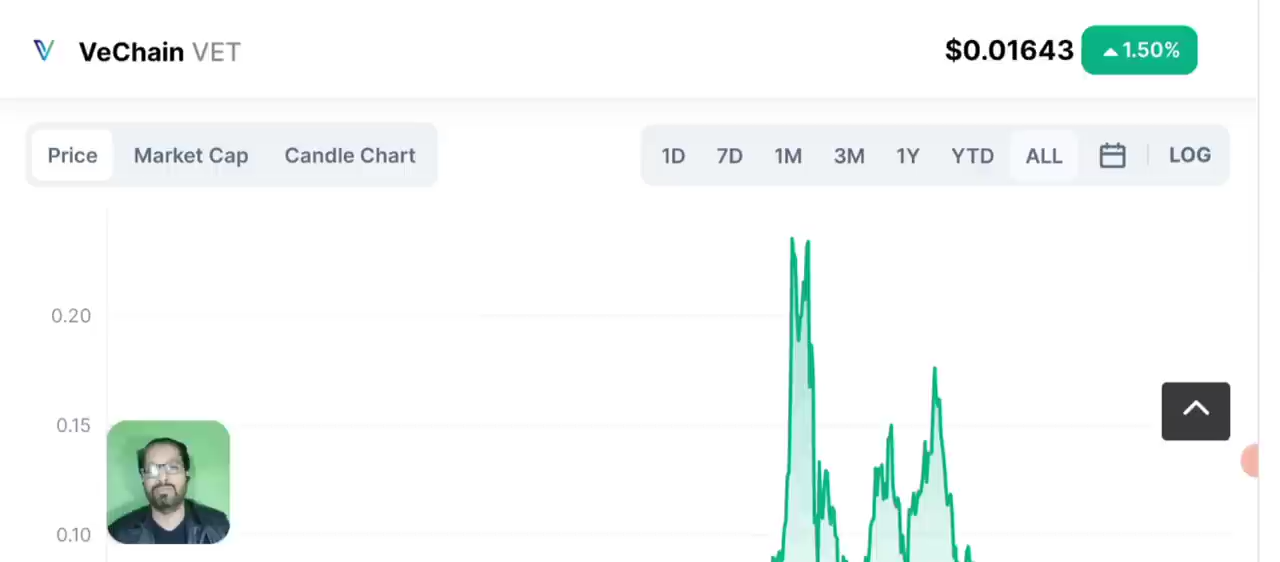 VeChain VET $0.01643 1.50%
Price Market Cap Candle Chart 1D 7D 1M 3M 1Y YTD ALL LOG
0.20
0.15
0.10